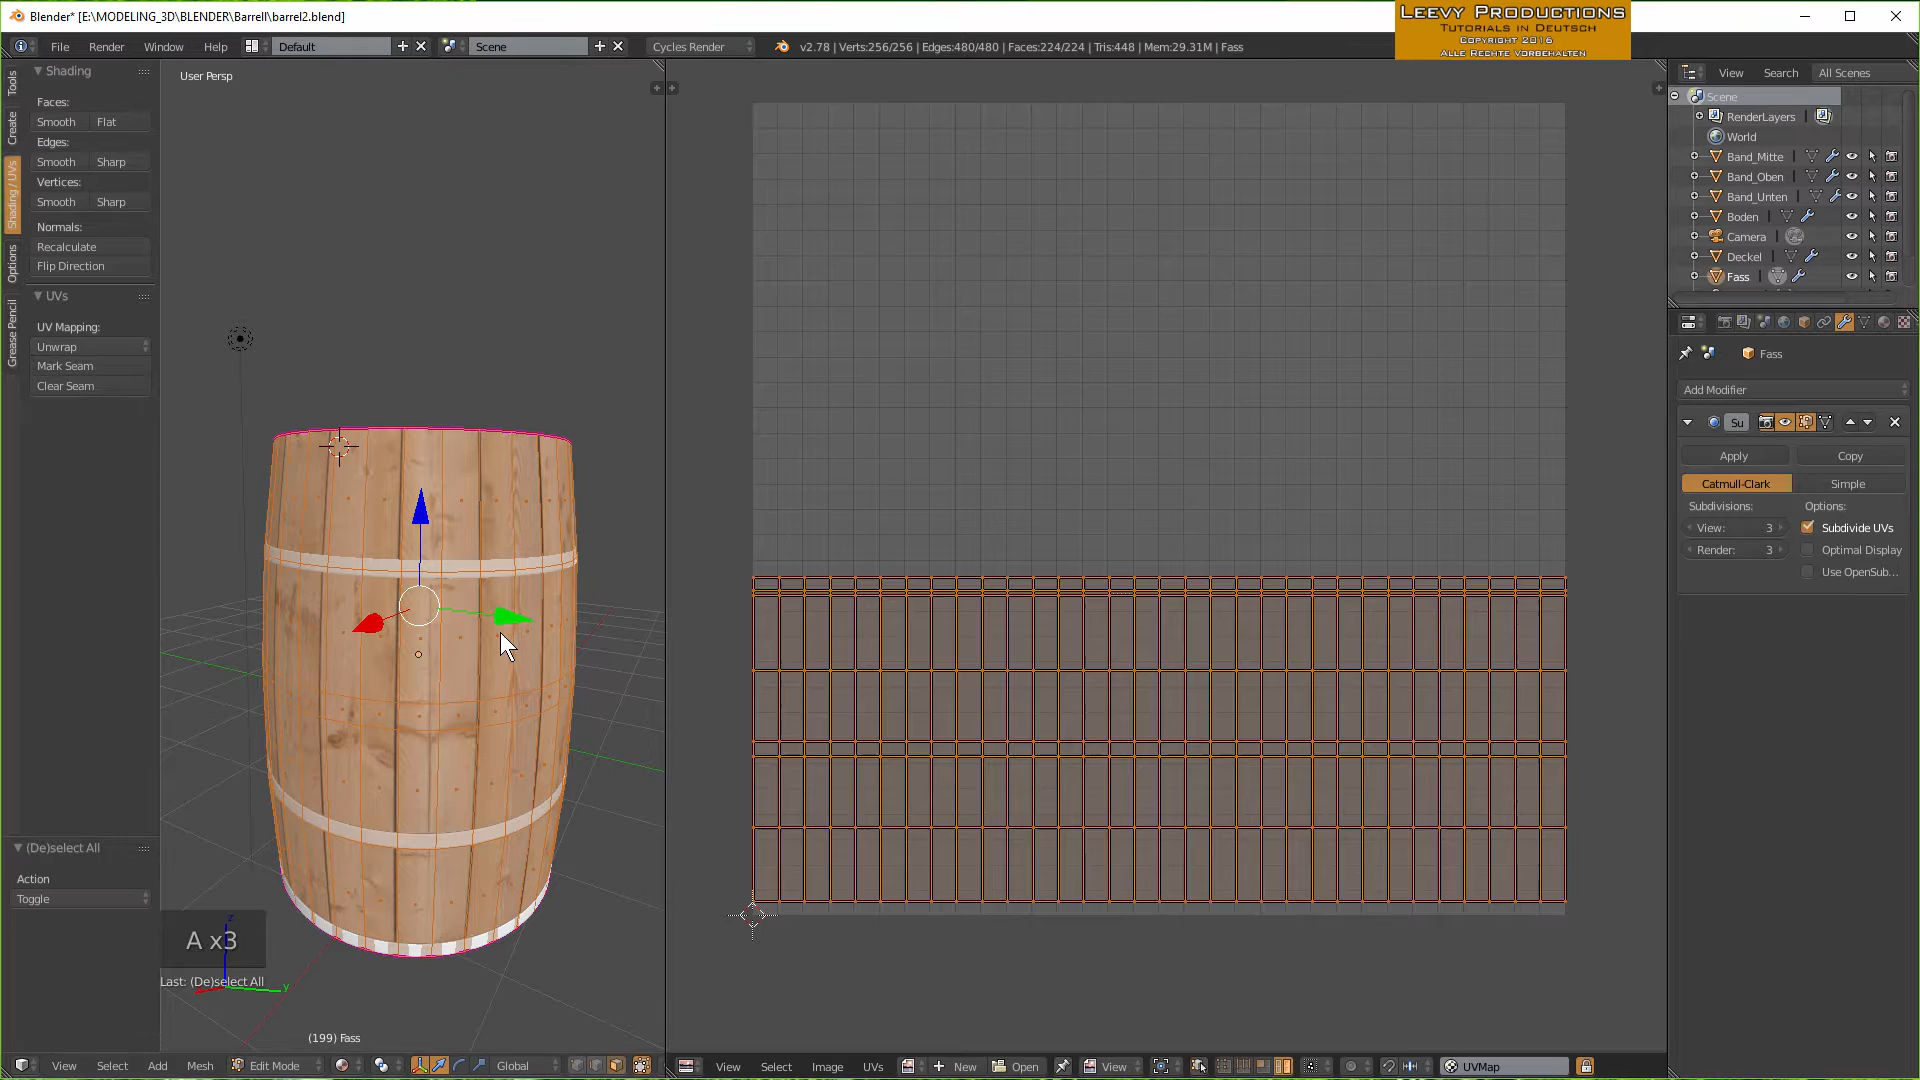 Blender* [E:\MODELING_3D\BLENDER\Barrell\barrel2.blend]
LEEVY PRODUCTIONS
TUTORIALS IN DEUTSCH
COPYRIGHT 2016
ALLE RECHTE VORBEHALTEN
File Render Window Help Default Scene Cycles Render v2.78 | Verts:256/256 | Edges:480/480 | Faces:224/224 | Tris:448 | Mem:29.31M | Fass
Tools
Create
Shading / UVs
Options
Grease Pencil
Shading
Faces:
Smooth Flat
Edges:
Smooth Sharp
Vertices:
Smooth Sharp
Normals:
Recalculate
Flip Direction
UVs
UV Mapping:
Unwrap
Mark Seam
Clear Seam
(De)select All
Action
Toggle
User Persp
A x3
z
y
Last: (De)select All
(199) Fass
View Select Add Mesh Edit Mode Global
View Select Image UVs New Open View UVMap
View Search All Scenes
Scene
RenderLayers
World
Band_Mitte
Band_Oben
Band_Unten
Boden
Camera
Deckel
Fass
Fass
Add Modifier
Su
Apply Copy
Catmull-Clark Simple
Subdivisions: Options:
View: 3 Subdivide UVs
Render: 3 Optimal Display
Use OpenSub...